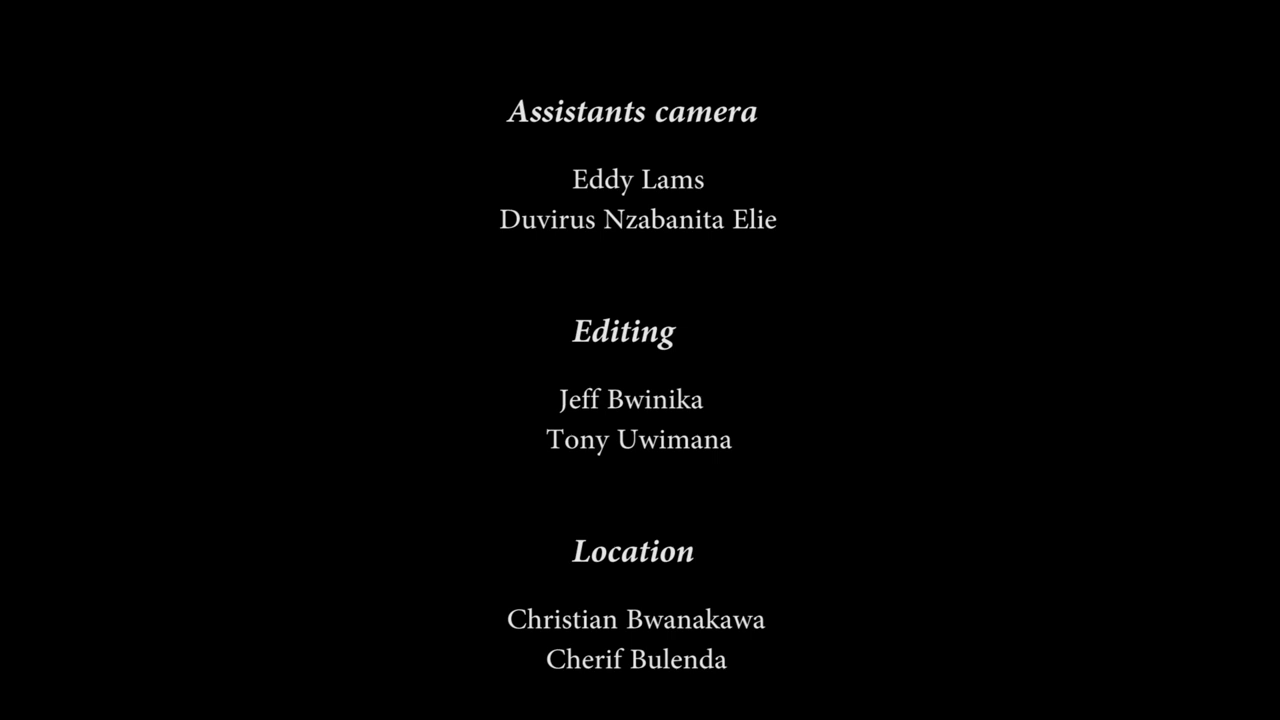 Assistants camera
Eddy Lams
Duvirus Nzabanita Elie
Editing
Jeff Bwinika
Tony Uwimana
Location
Christian Bwanakawa
Cherif Bulenda